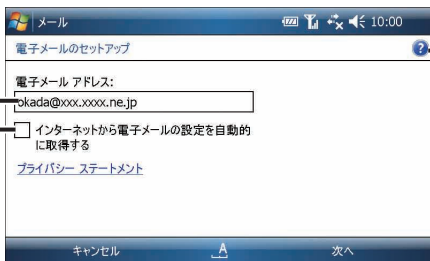 メール 10:00
電子メールのセットアップ
電子メール アドレス:
okada@xxx.xxxx.ne.jp
インターネットから電子メールの設定を自動的
に取得する
プライバシー ステートメント
キャンセル A 次へ